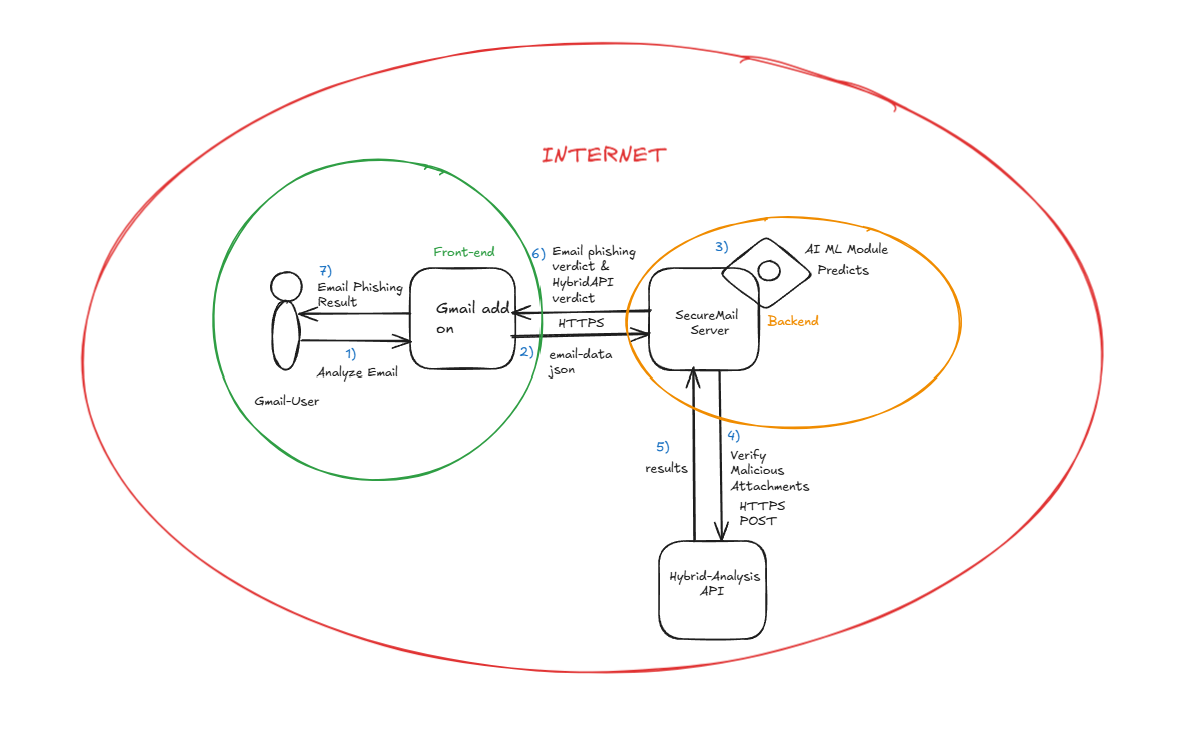 INTERNET
Front-end
7)
Email Phishing
Result
Gmail add
on
1)
Analyze Email
Gmail-User
6)
Email phishing
verdict &
HybridAPI
verdict
HTTPS
2)
email-data
json
3)
AI ML Module
Predicts
SecureMail
Server
Backend
5)
results
4)
Verify
Malicious
Attachments
HTTPS
POST
Hybrid-Analysis
API